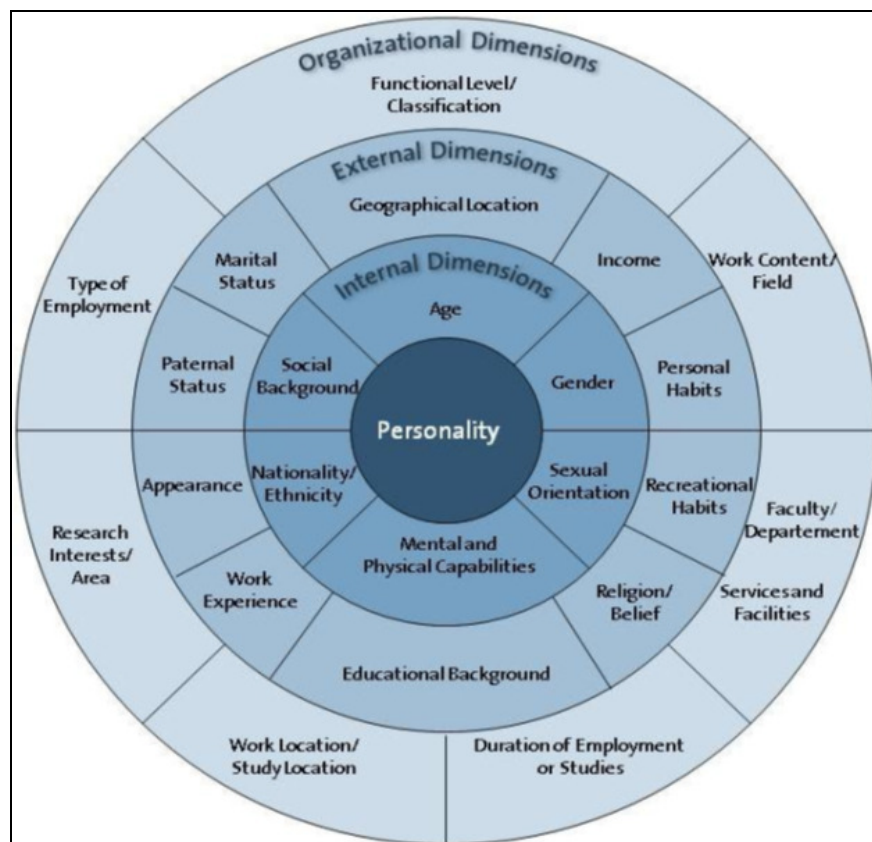 Organizational Dimensions
Functional Level/
Classification
External Dimensions
Geographical Location
Marital
Status
Income
Work Content/
Field
Type of
Employment
Internal Dimensions
Age
Paternal
Status
Social
Background
Gender
Personal
Habits
Personality
Appearance
Nationality/
Ethnicity
Sexual
Orientation
Recreational
Habits
Faculty/
Departement
Research
Interests/
Area
Mental and
Physical Capabilities
Work
Experience
Religion/
Belief
Services and
Facilities
Educational Background
Work Location/
Study Location
Duration of Employment
or Studies